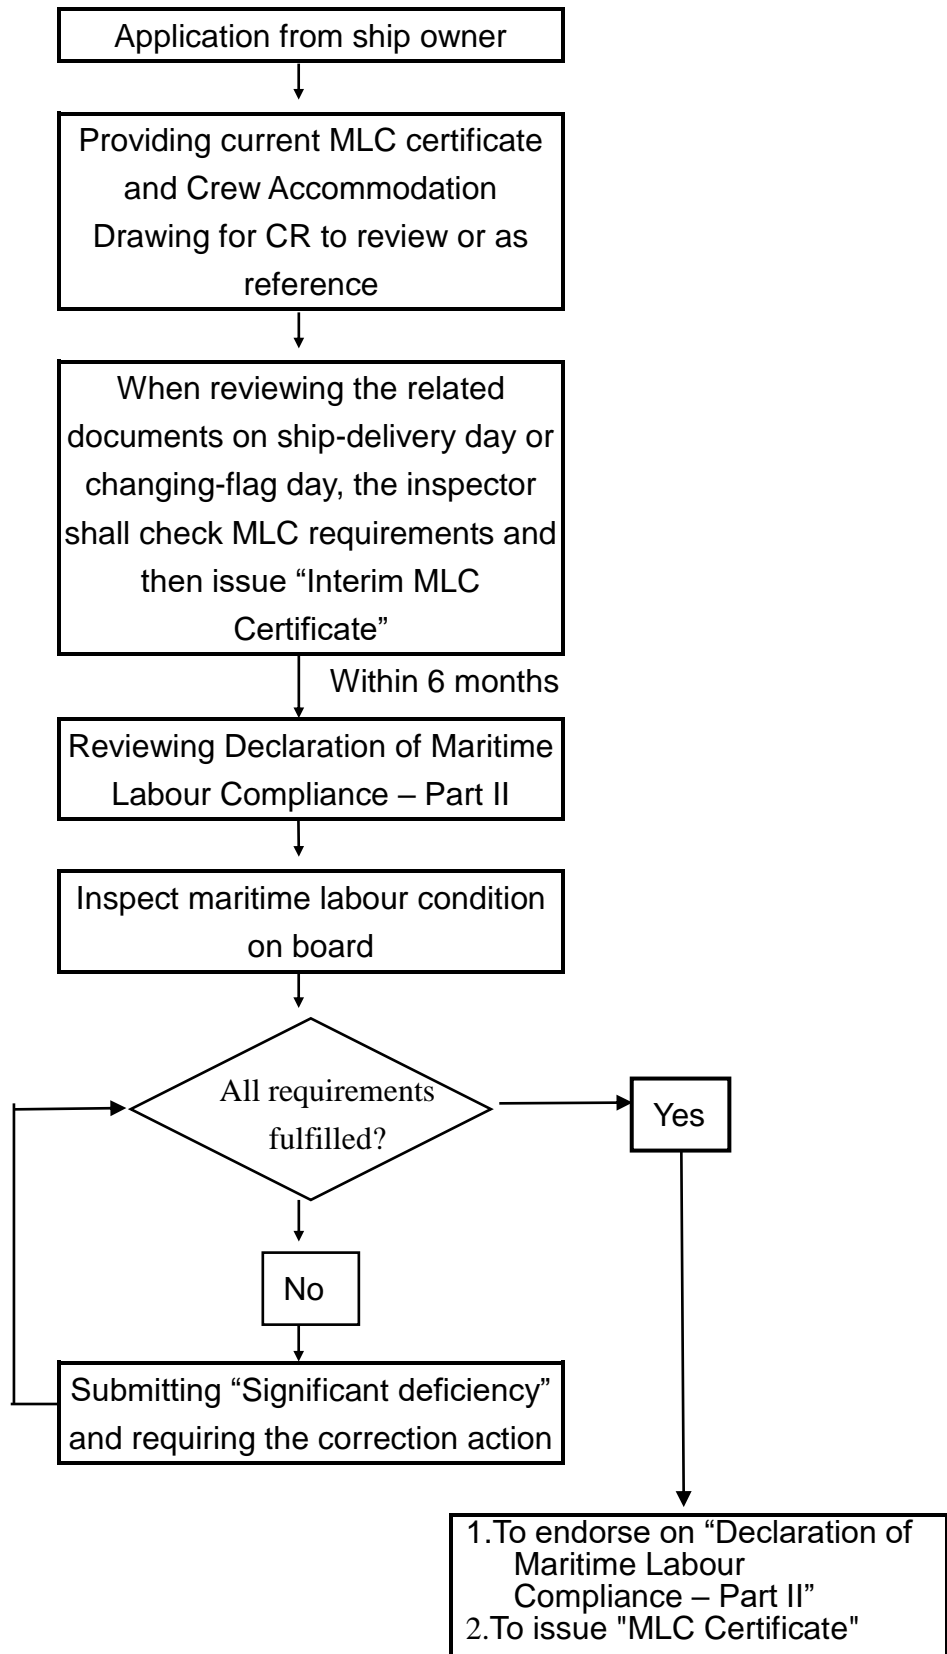 Application from ship owner
Providing current MLC certificate
and Crew Accommodation
Drawing for CR to review or as
reference
When reviewing the related
documents on ship-delivery day or
changing-flag day, the inspector
shall check MLC requirements and
then issue “Interim MLC
Certificate”
Within 6 months
Reviewing Declaration of Maritime
Labour Compliance – Part II
Inspect maritime labour condition
on board
All requirements
fulfilled?
Yes
No
Submitting “Significant deficiency”
and requiring the correction action
1.To endorse on “Declaration of
Maritime Labour
Compliance – Part II”
2.To issue "MLC Certificate"